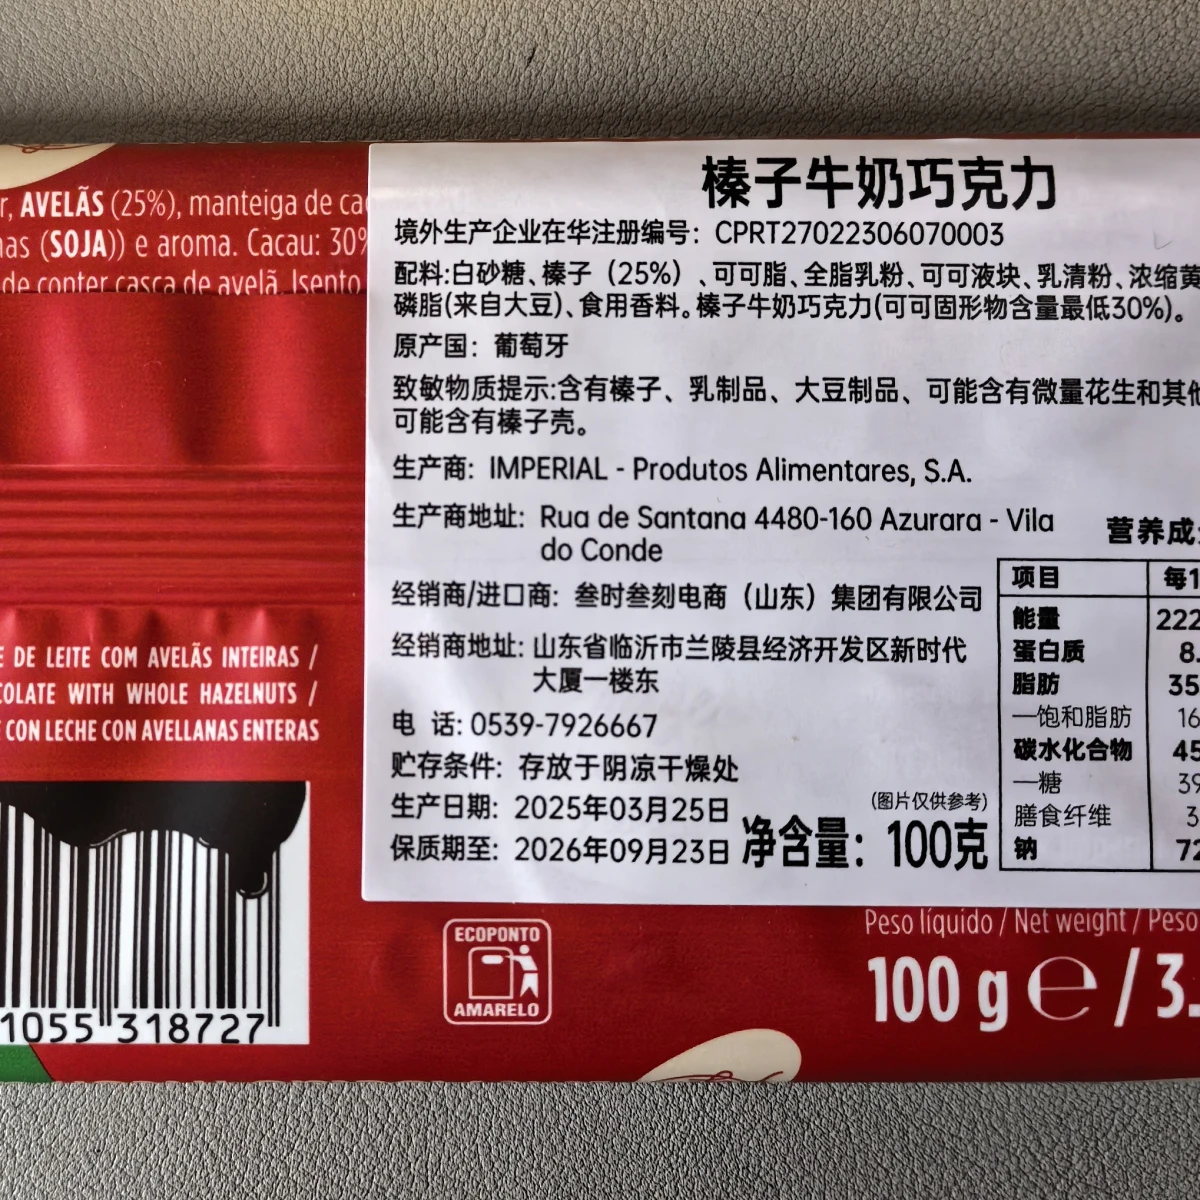 r, AVELÃS (25%), manteiga de ca
as (SOJA)) e aroma. Cacau: 30%
de conter casca de avelã. Isento
榛子牛奶巧克力
境外生产企业在华注册编号：CPRT27022306070003
配料:白砂糖、榛子（25%）、可可脂、全脂乳粉、可可液块、乳清粉、浓缩黄
磷脂(来自大豆)、食用香料。榛子牛奶巧克力(可可固形物含量最低30%)。
原产国：葡萄牙
致敏物质提示:含有榛子、乳制品、大豆制品、可能含有微量花生和其他
可能含有榛子壳。
生产商：IMPERIAL - Produtos Alimentares, S.A.
生产商地址：Rua de Santana 4480-160 Azurara - Vila
do Conde
经销商/进口商：叁时叁刻电商（山东）集团有限公司
经销商地址：山东省临沂市兰陵县经济开发区新时代
大厦一楼东
电 话：0539-7926667
贮存条件：存放于阴凉干燥处
生产日期：2025年03月25日
保质期至：2026年09月23日
(图片仅供参考)
净含量：100克
营养成
项目 每1
能量 222
蛋白质 8.
脂肪 35
—饱和脂肪 16
碳水化合物 45
—糖 39
膳食纤维 3
钠 72
E DE LEITE COM AVELÃS INTEIRAS /
COLATE WITH WHOLE HAZELNUTS /
CON LECHE CON AVELLANAS ENTERAS
1055 318727
ECOPONTO
AMARELO
Peso líquido / Net weight / Peso
100 g e / 3.